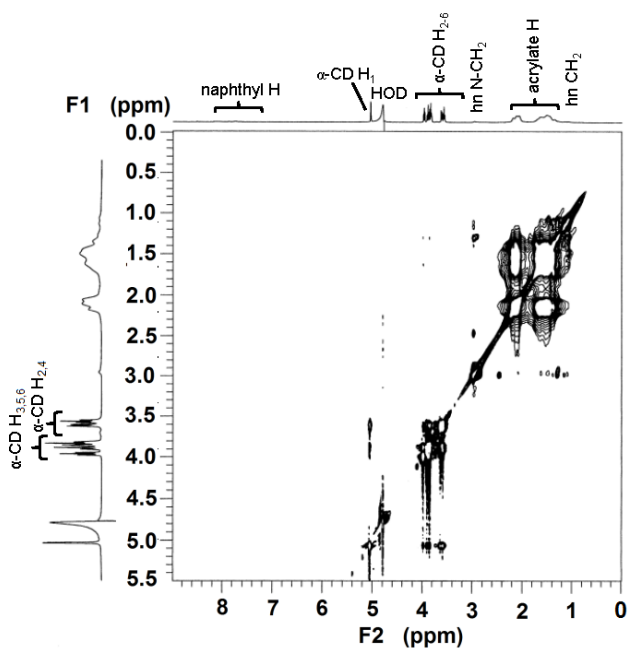 naphthyl H
α-CD H1
HOD
α-CD H2-6
hn N-CH2
acrylate H
hn CH2
F1 (ppm)
0.0
0.5
1.0
1.5
2.0
2.5
3.0
3.5
4.0
4.5
5.0
5.5
α-CD H3,5,6
α-CD H2,4
8 7 6 5 4 3 2 1 0
F2 (ppm)